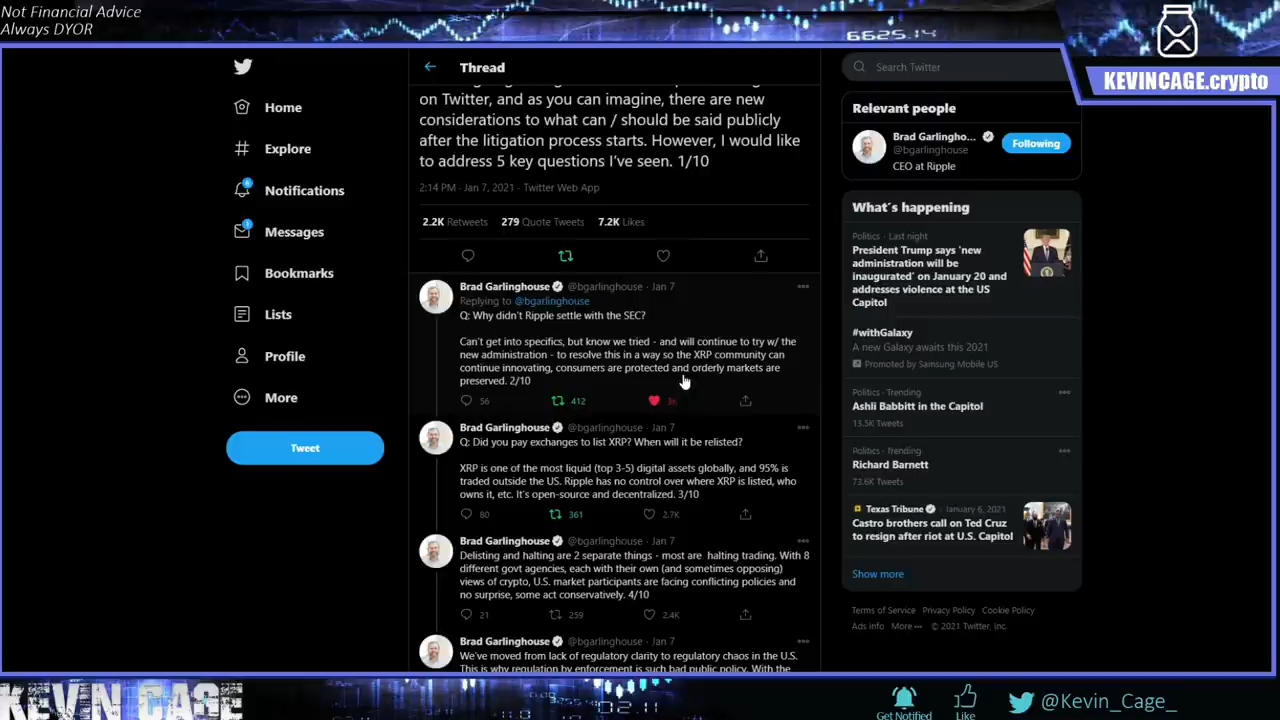 Not Financial Advice
Always DYOR
6625.14
KEVINCAGE.crypto
Home
Explore
Notifications
6
Messages
1
Bookmarks
Lists
Profile
More
Tweet
Thread
on Twitter, and as you can imagine, there are new
considerations to what can / should be said publicly
after the litigation process starts. However, I would like
to address 5 key questions I've seen. 1/10
2:14 PM · Jan 7, 2021 · Twitter Web App
2.2K Retweets 279 Quote Tweets 7.2K Likes
Brad Garlinghouse @bgarlinghouse · Jan 7
Replying to @bgarlinghouse
Q: Why didn't Ripple settle with the SEC?
Can't get into specifics, but know we tried - and will continue to try w/ the
new administration - to resolve this in a way so the XRP community can
continue innovating, consumers are protected and orderly markets are
preserved. 2/10
56 412
Brad Garlinghouse @bgarlinghouse · Jan 7
Q: Did you pay exchanges to list XRP? When will it be relisted?
XRP is one of the most liquid (top 3-5) digital assets globally, and 95% is
traded outside the US. Ripple has no control over where XRP is listed, who
owns it, etc. It's open-source and decentralized. 3/10
80 361 2.7K
Brad Garlinghouse @bgarlinghouse · Jan 7
Delisting and halting are 2 separate things - most are halting trading. With 8
different govt agencies, each with their own (and sometimes opposing)
views of crypto, U.S. market participants are facing conflicting policies and
no surprise, some act conservatively. 4/10
21 259 2.4K
Brad Garlinghouse @bgarlinghouse · Jan 7
We've moved from lack of regulatory clarity to regulatory chaos in the U.S.
This is why regulation by enforcement is such bad public policy. With the
Search Twitter
Relevant people
Brad Garlingho...
@bgarlinghouse
Following
CEO at Ripple
What's happening
Politics · Last night
President Trump says 'new
administration will be
inaugurated' on January 20 and
addresses violence at the US
Capitol
#withGalaxy
A new Galaxy awaits this 2021
Promoted by Samsung Mobile US
Politics · Trending
Ashli Babbitt in the Capitol
13.5K Tweets
Politics · Trending
Richard Barnett
73.6K Tweets
Texas Tribune · January 6, 2021
Castro brothers call on Ted Cruz
to resign after riot at U.S. Capitol
Show more
Terms of Service Privacy Policy Cookie Policy
Ads info More ··· © 2021 Twitter, Inc.
KEVIN CAGE
Get Notified
Like
@Kevin_Cage_